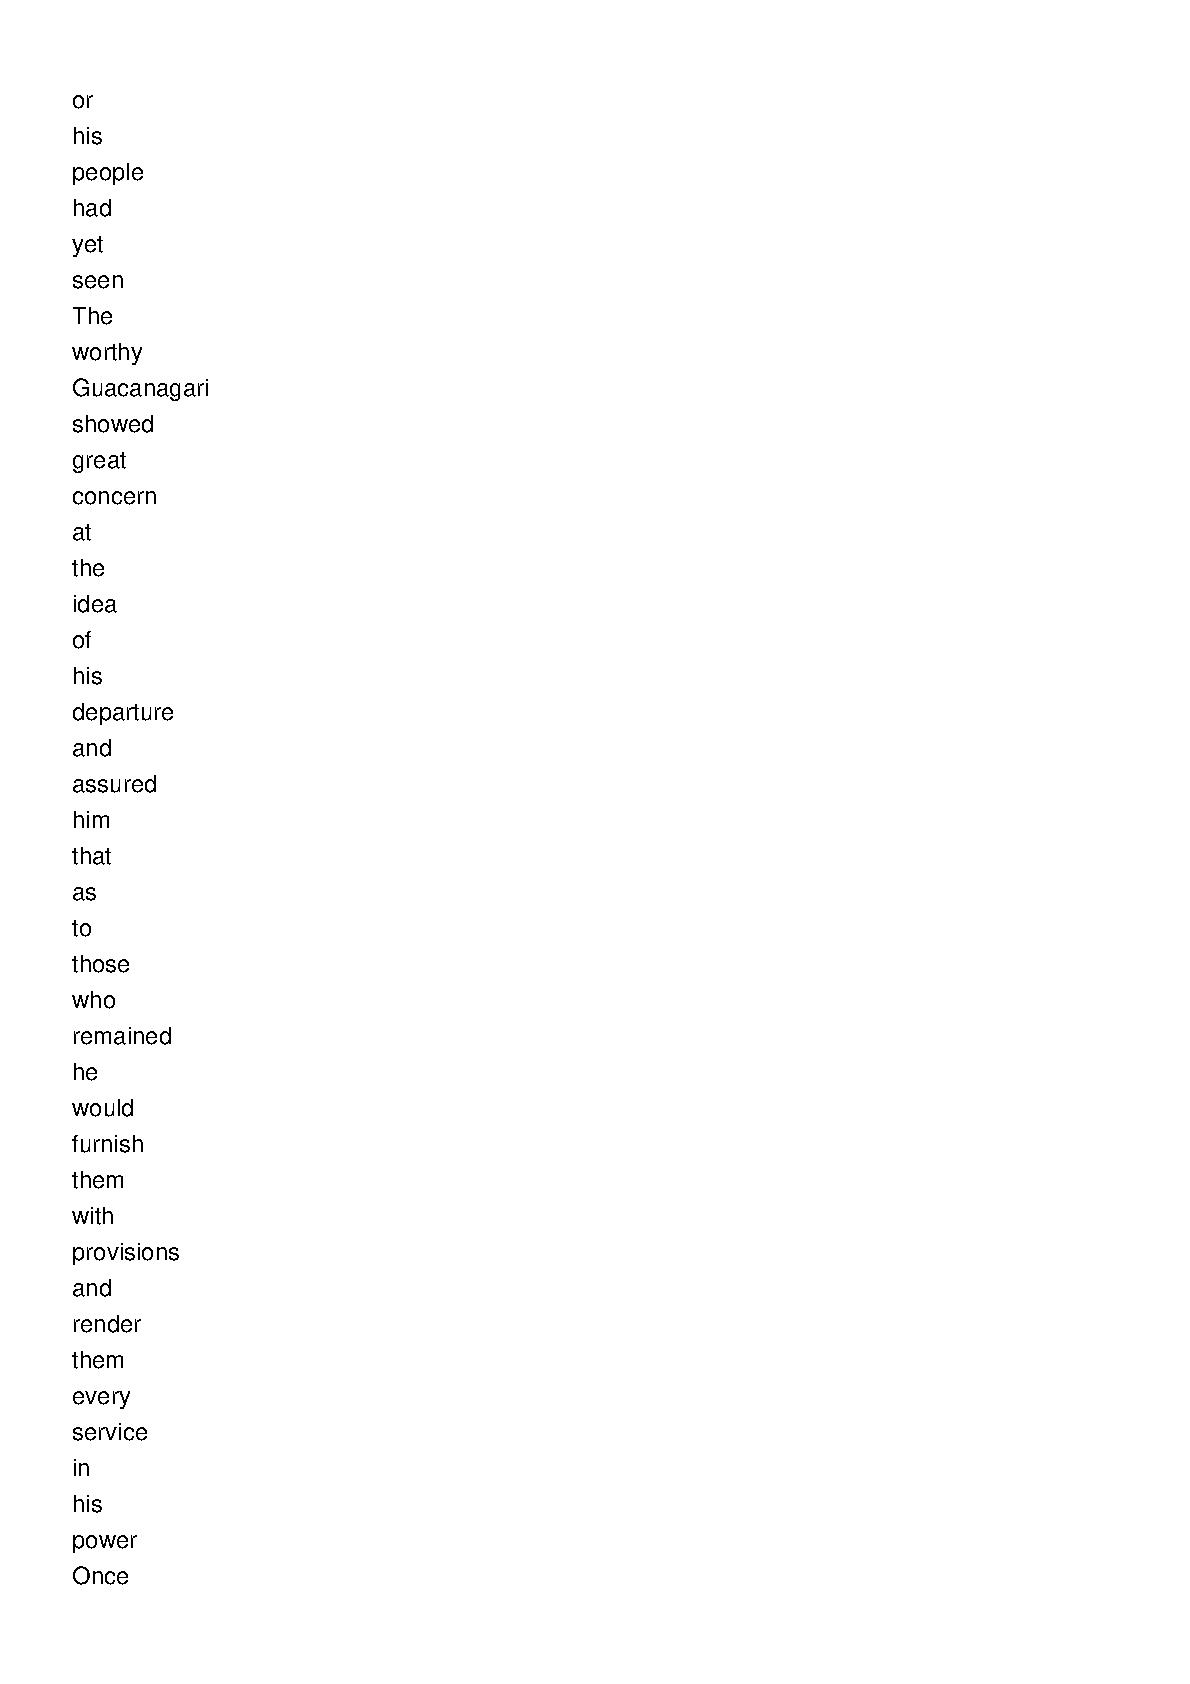 or
his
people
had
yet
seen
The
worthy
Guacanagari
showed
great
concern
at
the
idea
of
his
departure
and
assured
him
that
as
to
those
who
remained
he
would
furnish
them
with
provisions
and
render
them
every
service
in
his
power
Once